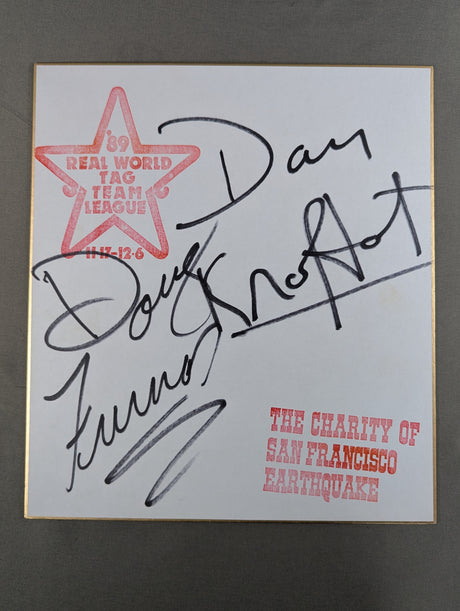 '89
REAL WORLD
TAG
TEAM
LEAGUE
11·17-12·6
Dan
Kroffat
Doug
Furnas
THE CHARITY OF
SAN FRANCISCO
EARTHQUAKE